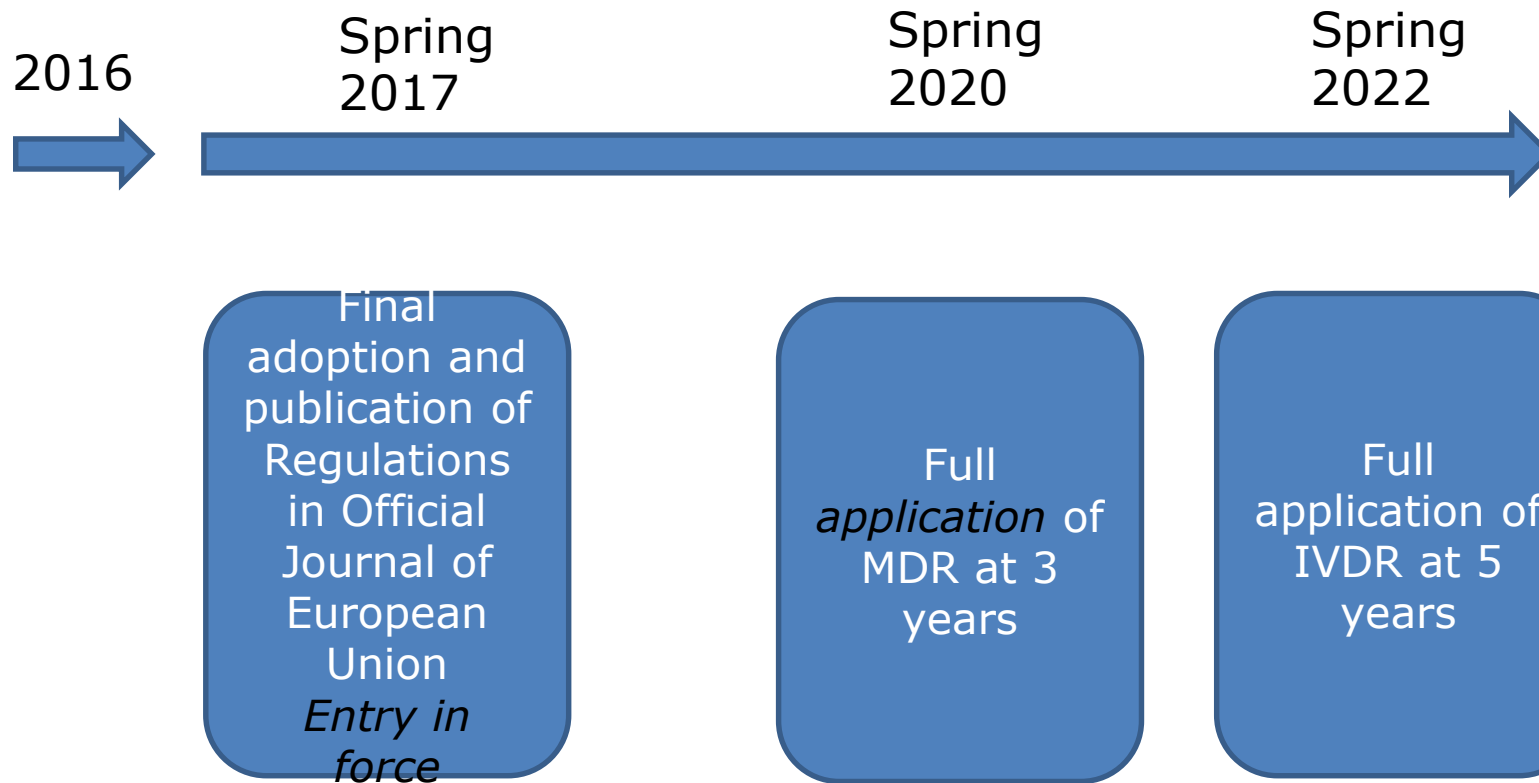 2016
Spring
2017
Spring
2020
Spring
2022
Final
adoption and
publication of
Regulations
in Official
Journal of
European
Union
Entry in
force
Full
application of
MDR at 3
years
Full
application of
IVDR at 5
years